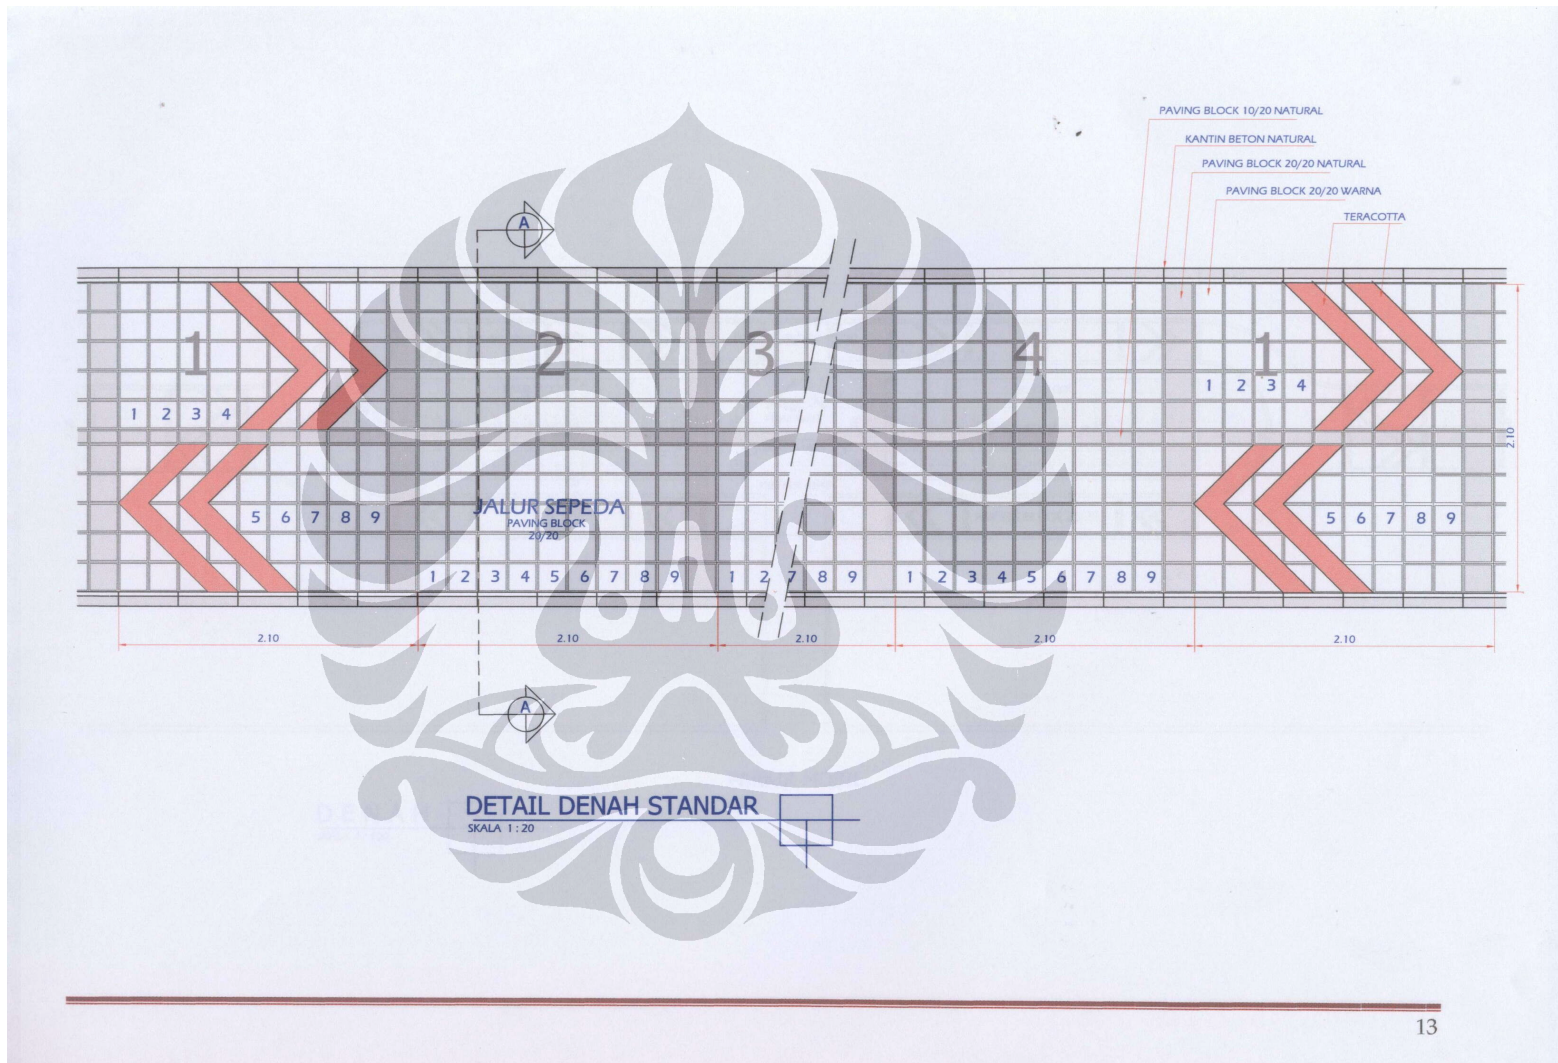 PAVING BLOCK 10/20 NATURAL
KANTIN BETON NATURAL
PAVING BLOCK 20/20 NATURAL
PAVING BLOCK 20/20 WARNA
TERACOTTA
A
1 2 3 4 1
1 2 3 4
1 2 3 4
2.10
JALUR SEPEDA
PAVING BLOCK
20/20
5 6 7 8 9
5 6 7 8 9
1 2 3 4 5 6 7 8 9 1 2 7 8 9 1 2 3 4 5 6 7 8 9
2.10 2.10 2.10 2.10 2.10
A
DETAIL DENAH STANDAR
SKALA 1 : 20
13